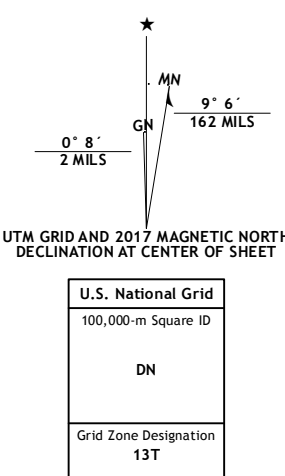 ★
MN
GN
9° 6´
162 MILS
0° 8´
2 MILS
UTM GRID AND 2017 MAGNETIC NORTH
DECLINATION AT CENTER OF SHEET
U.S. National Grid
100,000-m Square ID
DN
Grid Zone Designation
13T